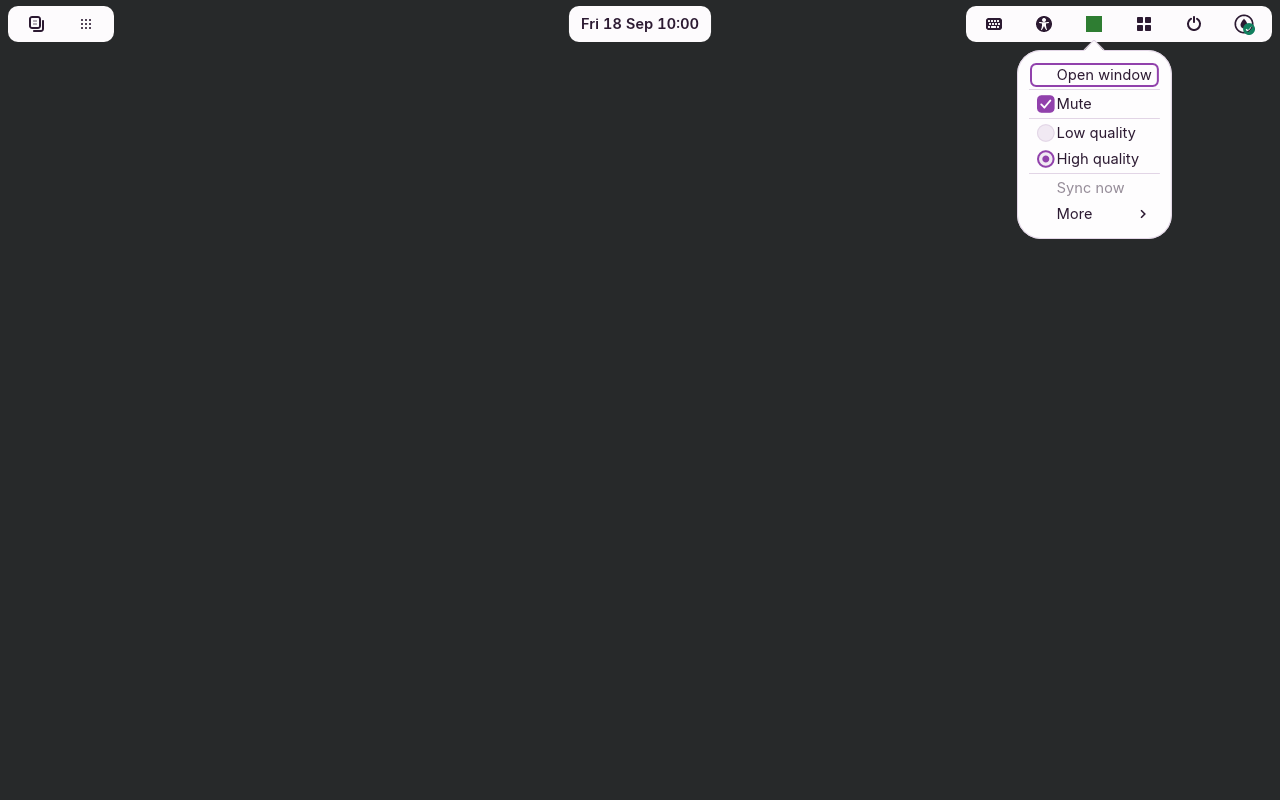 Fri 18 Sep 10:00
Open window
Mute
Low quality
High quality
Sync now
More